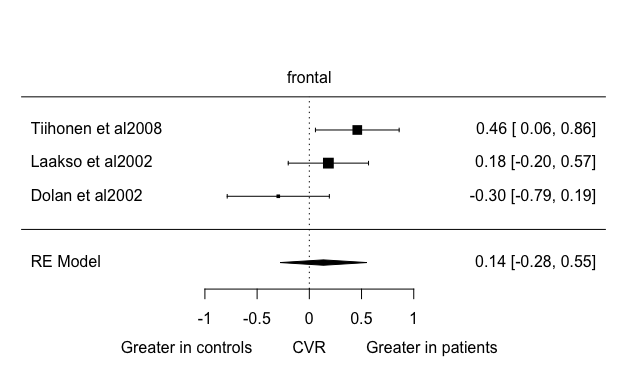 frontal
Tiihonen et al2008 0.46 [ 0.06, 0.86]
Laakso et al2002 0.18 [-0.20, 0.57]
Dolan et al2002 -0.30 [-0.79, 0.19]
RE Model 0.14 [-0.28, 0.55]
-1 -0.5 0 0.5 1
Greater in controls CVR Greater in patients